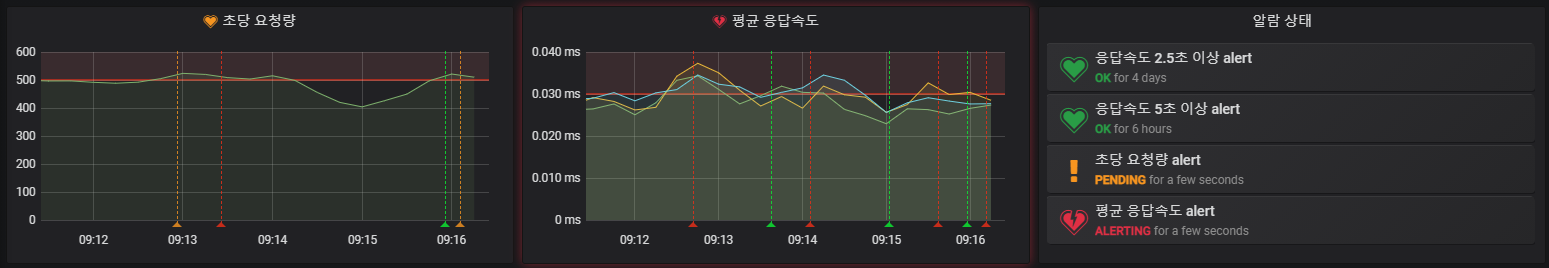 초당 요청량
600
500
400
300
200
100
0
09:12
09:13
09:14
09:15
09:16
평균 응답속도
0.040 ms
0.030 ms
0.020 ms
0.010 ms
0 ms
09:12
09:13
09:14
09:15
09:16
알람 상태
응답속도 2.5초 이상 alert
OK for 4 days
응답속도 5초 이상 alert
OK for 6 hours
초당 요청량 alert
PENDING for a few seconds
평균 응답속도 alert
ALERTING for a few seconds